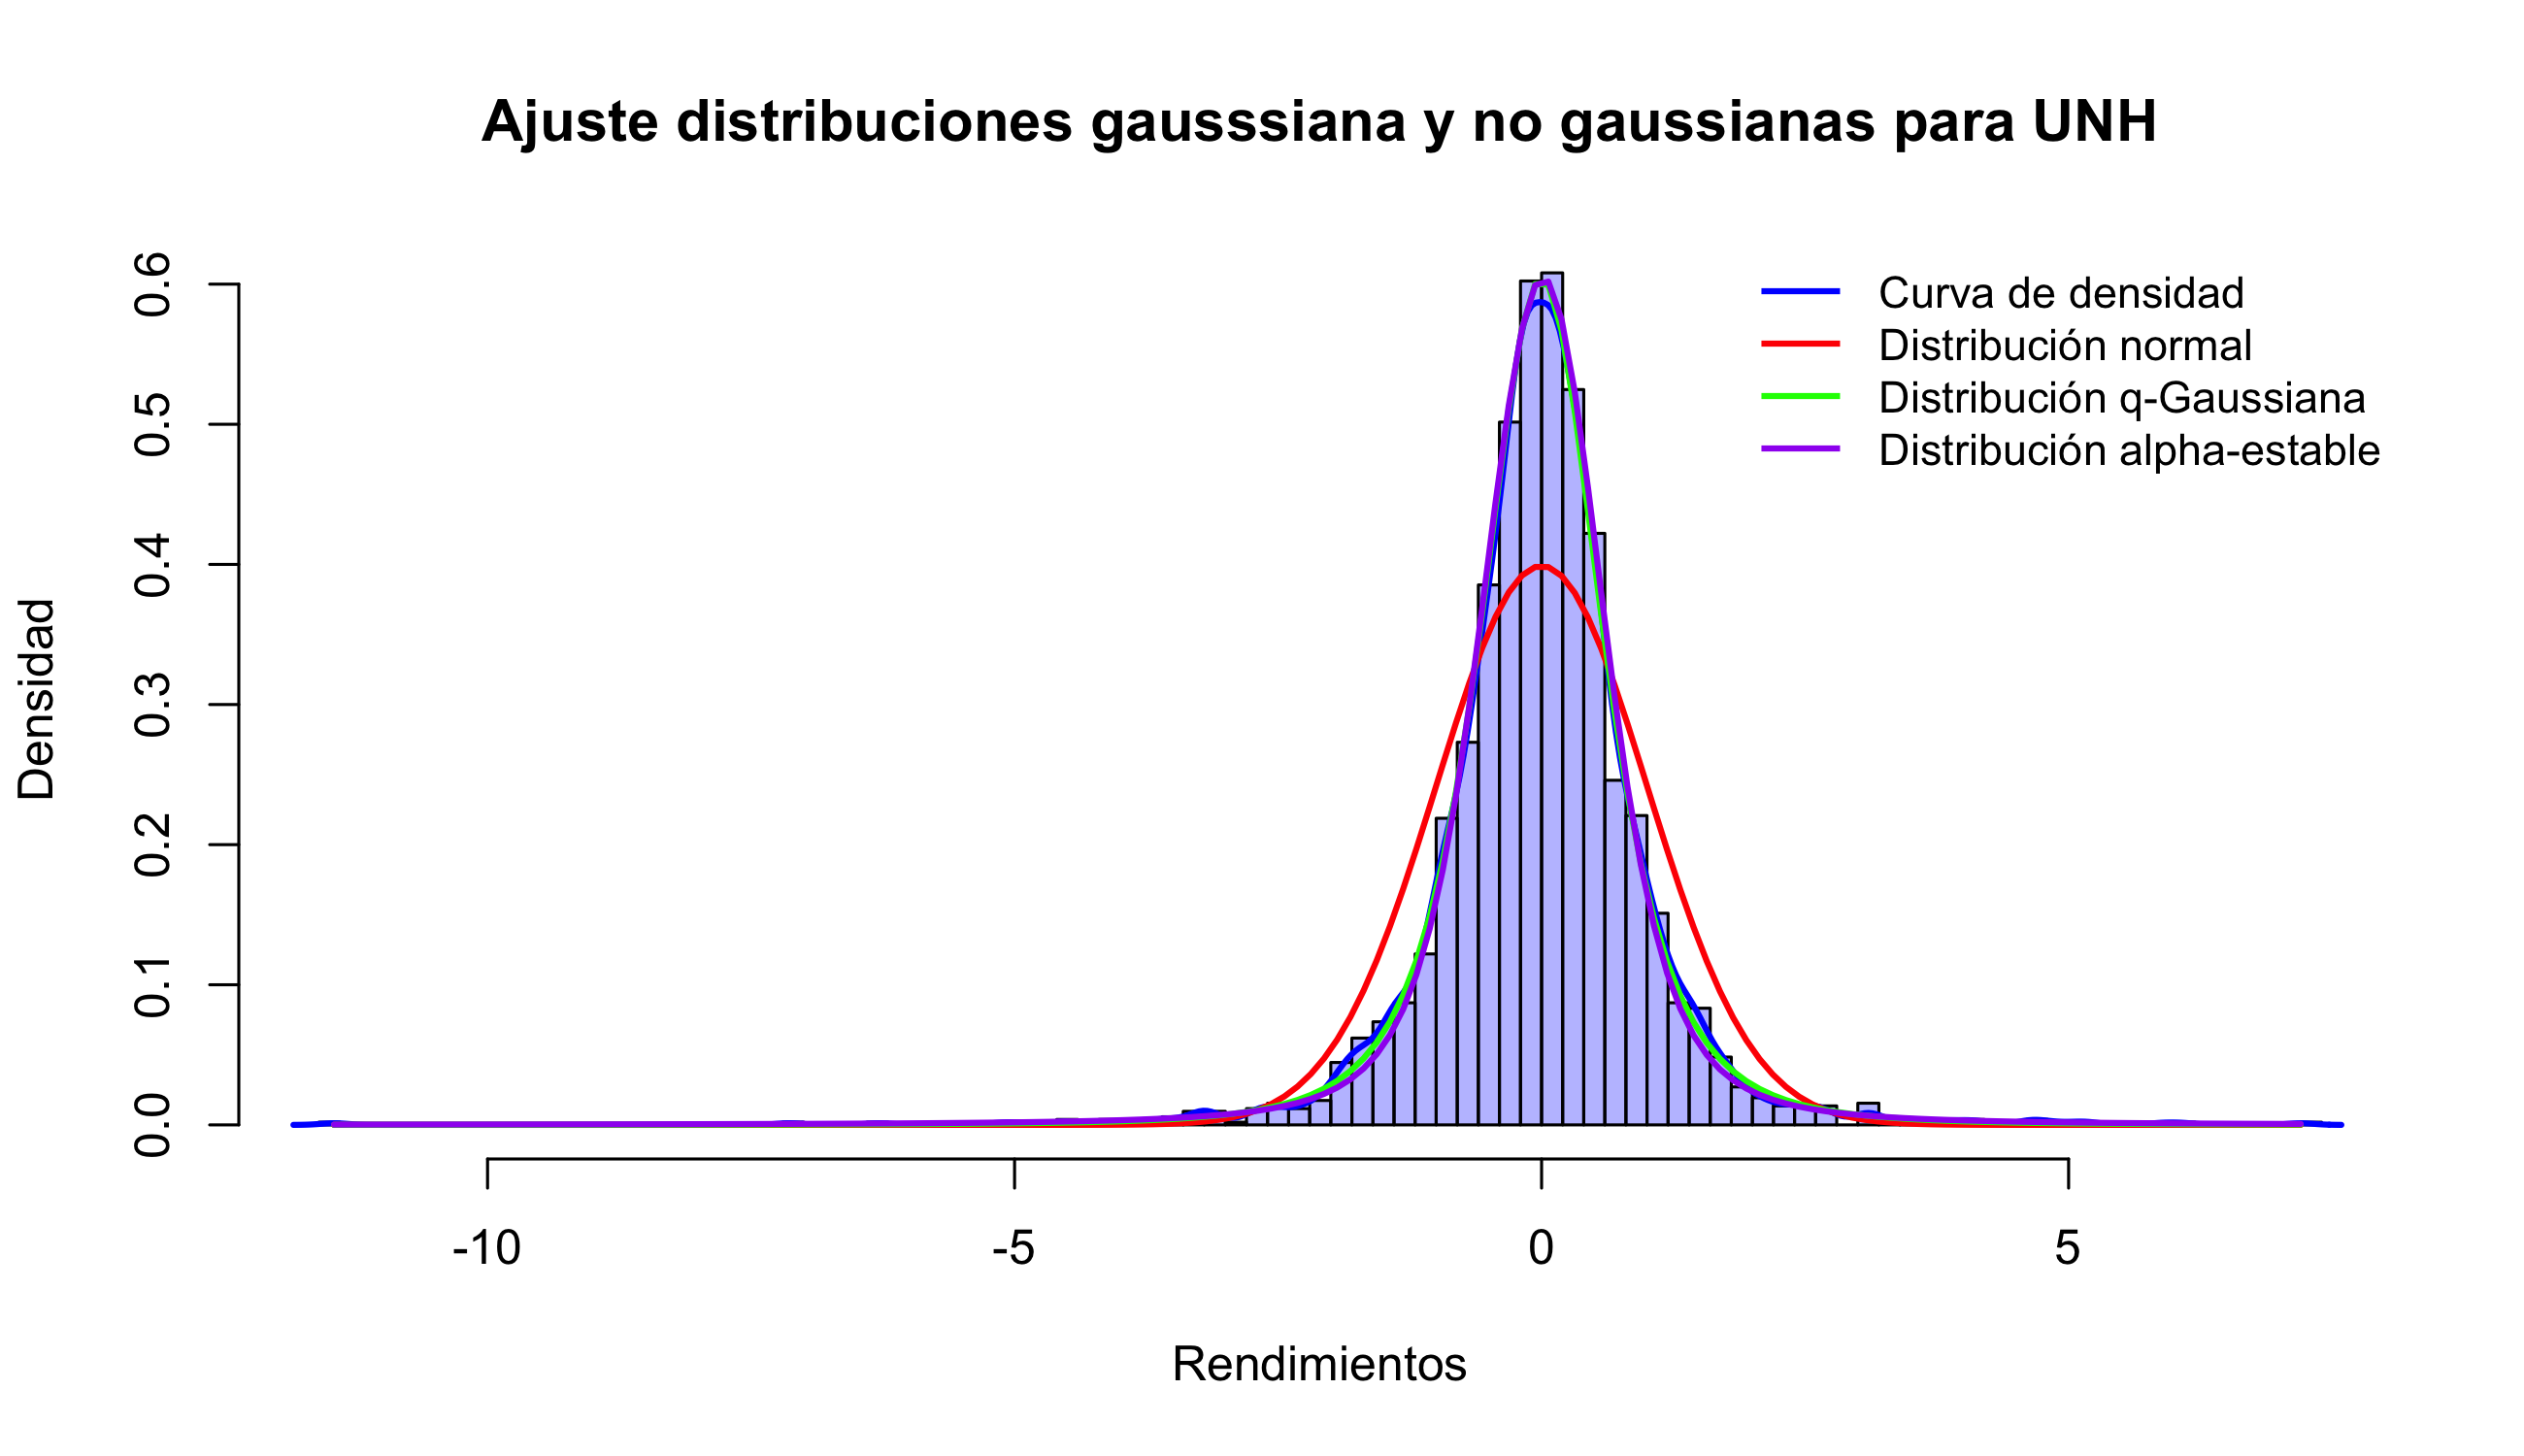 Ajuste distribuciones gausssiana y no gaussianas para UNH
Curva de densidad
Distribución normal
Distribución q-Gaussiana
Distribución alpha-estable
Densidad
0.6
0.5
0.4
0.3
0.2
0.1
0.0
-10
-5
0
5
Rendimientos